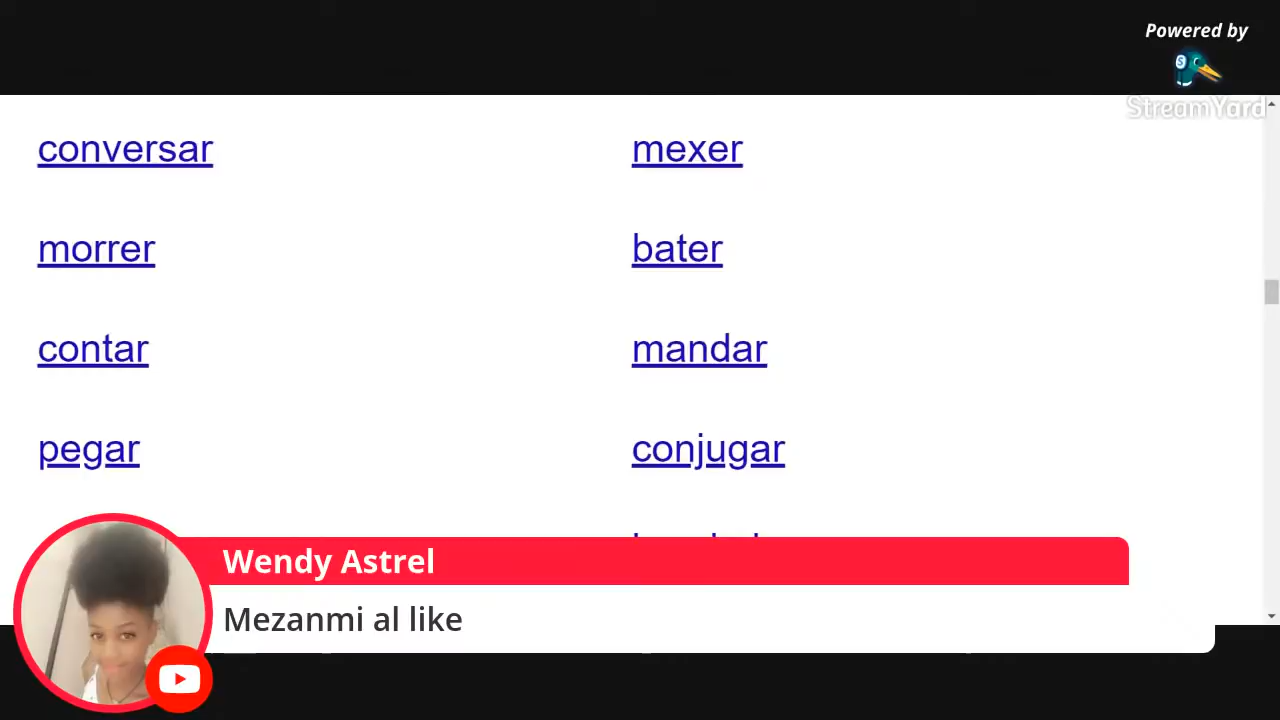 Powered by
StreamYard
conversar
mexer
morrer
bater
contar
mandar
pegar
conjugar
Wendy Astrel
Mezanmi al like